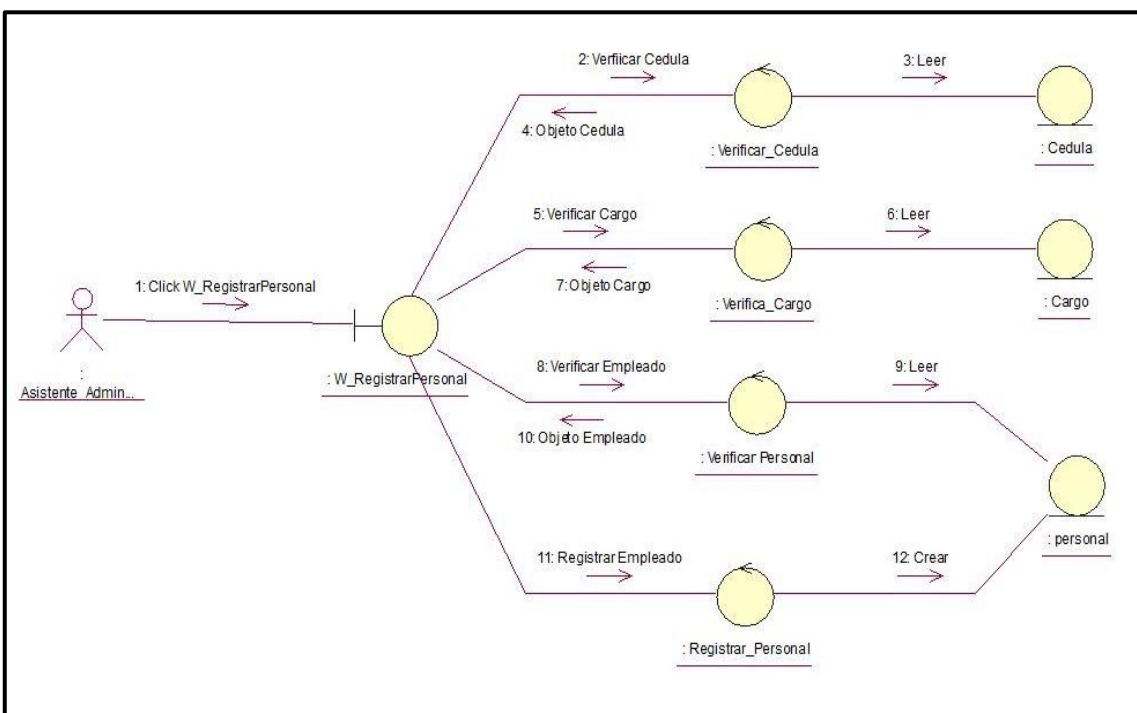 2: Verfiicar Cedula
3: Leer
4: Objeto Cedula
: Verificar_Cedula
: Cedula
5: Verificar Cargo
6: Leer
7: Objeto Cargo
: Verifica_Cargo
: Cargo
1: Click W_RegistrarPersonal
: W_RegistrarPersonal
:
Asistente_Admin...
8: Verificar Empleado
9: Leer
10: Objeto Empleado
: Verificar Personal
: personal
11: Registrar Empleado
12: Crear
: Registrar_Personal